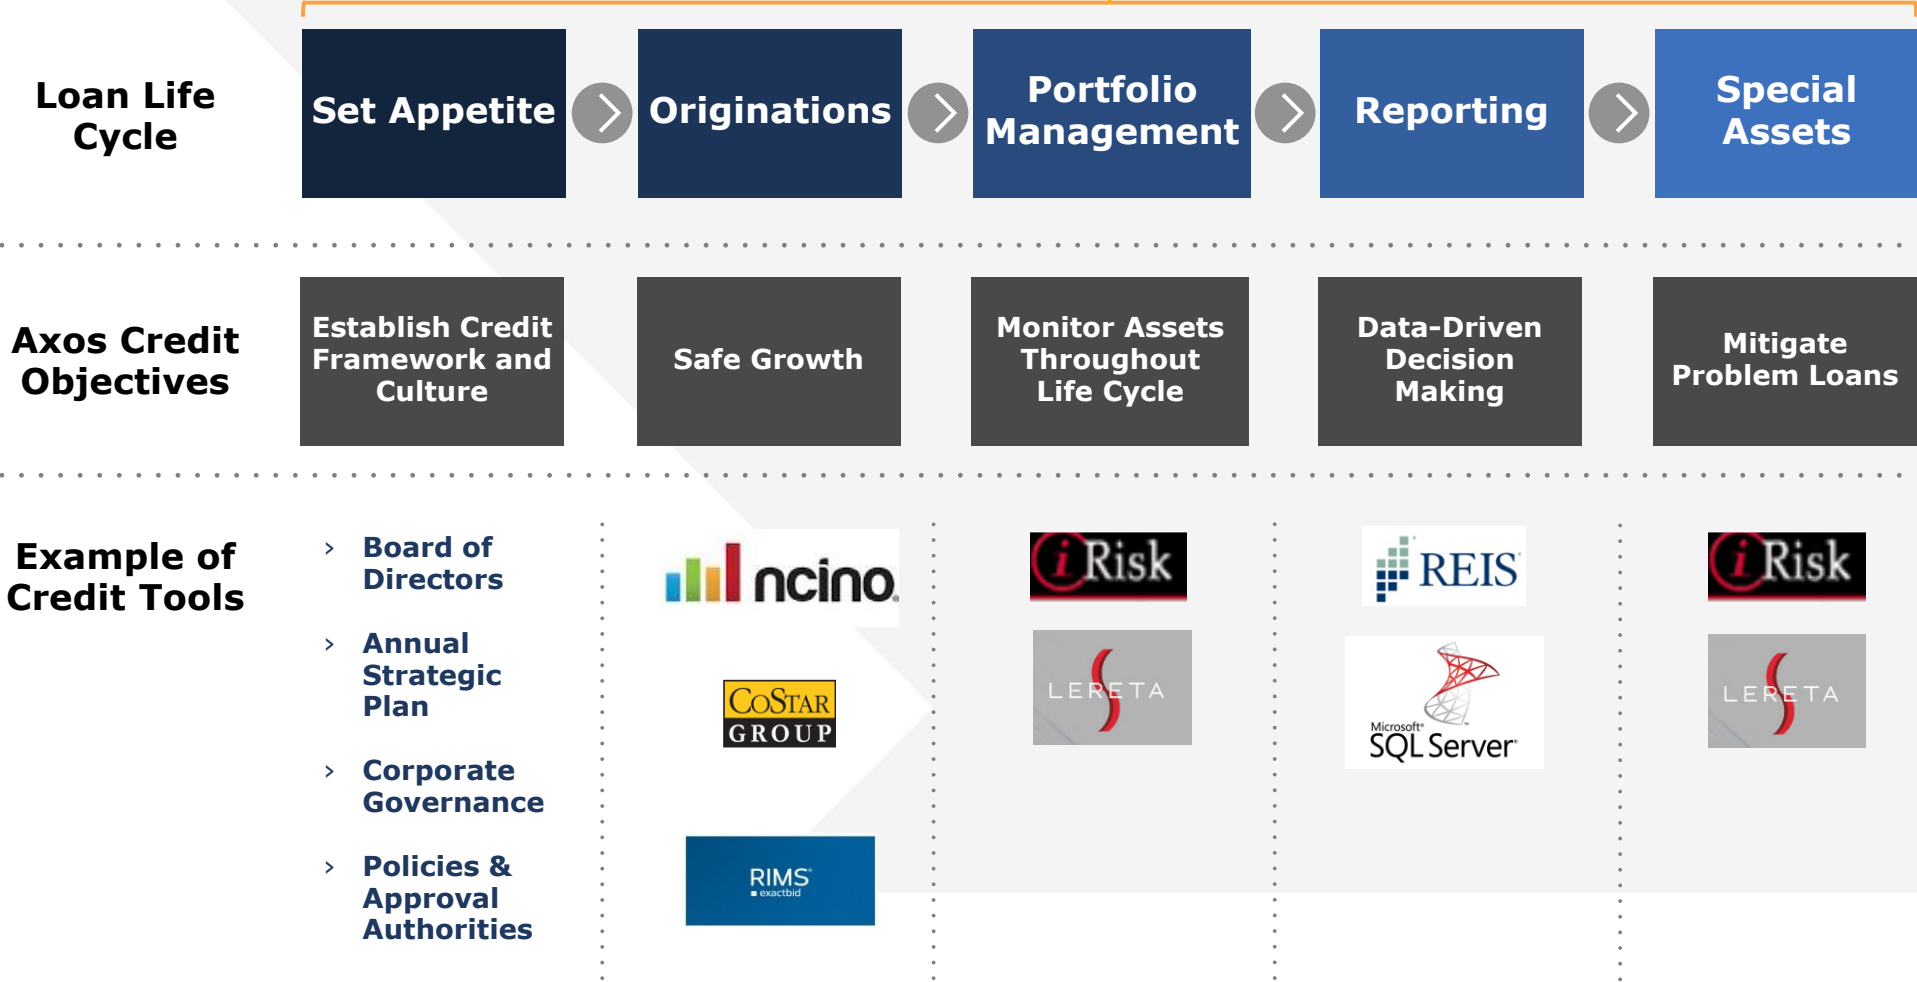 Loan Life
Cycle
Set Appetite
Originations
Portfolio
Management
Reporting
Special
Assets
Axos Credit
Objectives
Establish Credit
Framework and
Culture
Safe Growth
Monitor Assets
Throughout
Life Cycle
Data-Driven
Decision
Making
Mitigate
Problem Loans
Example of
Credit Tools
› Board of
Directors
› Annual
Strategic
Plan
› Corporate
Governance
› Policies &
Approval
Authorities
ncino
COSTAR
GROUP
RIMS
exactbid
iRisk
LERETA
REIS
Microsoft
SQL Server
iRisk
LERETA